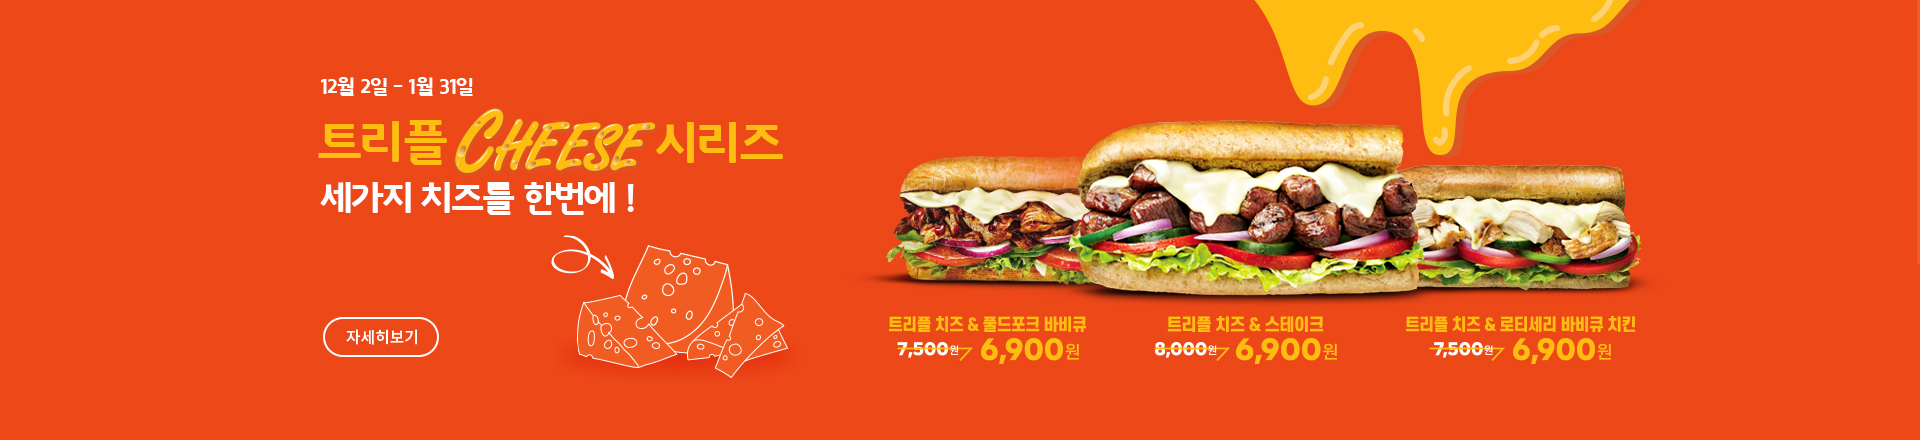 12월 2일 - 1월 31일
트리플 CHEESE 시리즈
세가지 치즈를 한번에 !
자세히보기
트리플 치즈 & 풀드포크 바비큐
7,500원 6,900원
트리플 치즈 & 스테이크
8,000원 6,900원
트리플 치즈 & 로티세리 바비큐 치킨
7,500원 6,900원